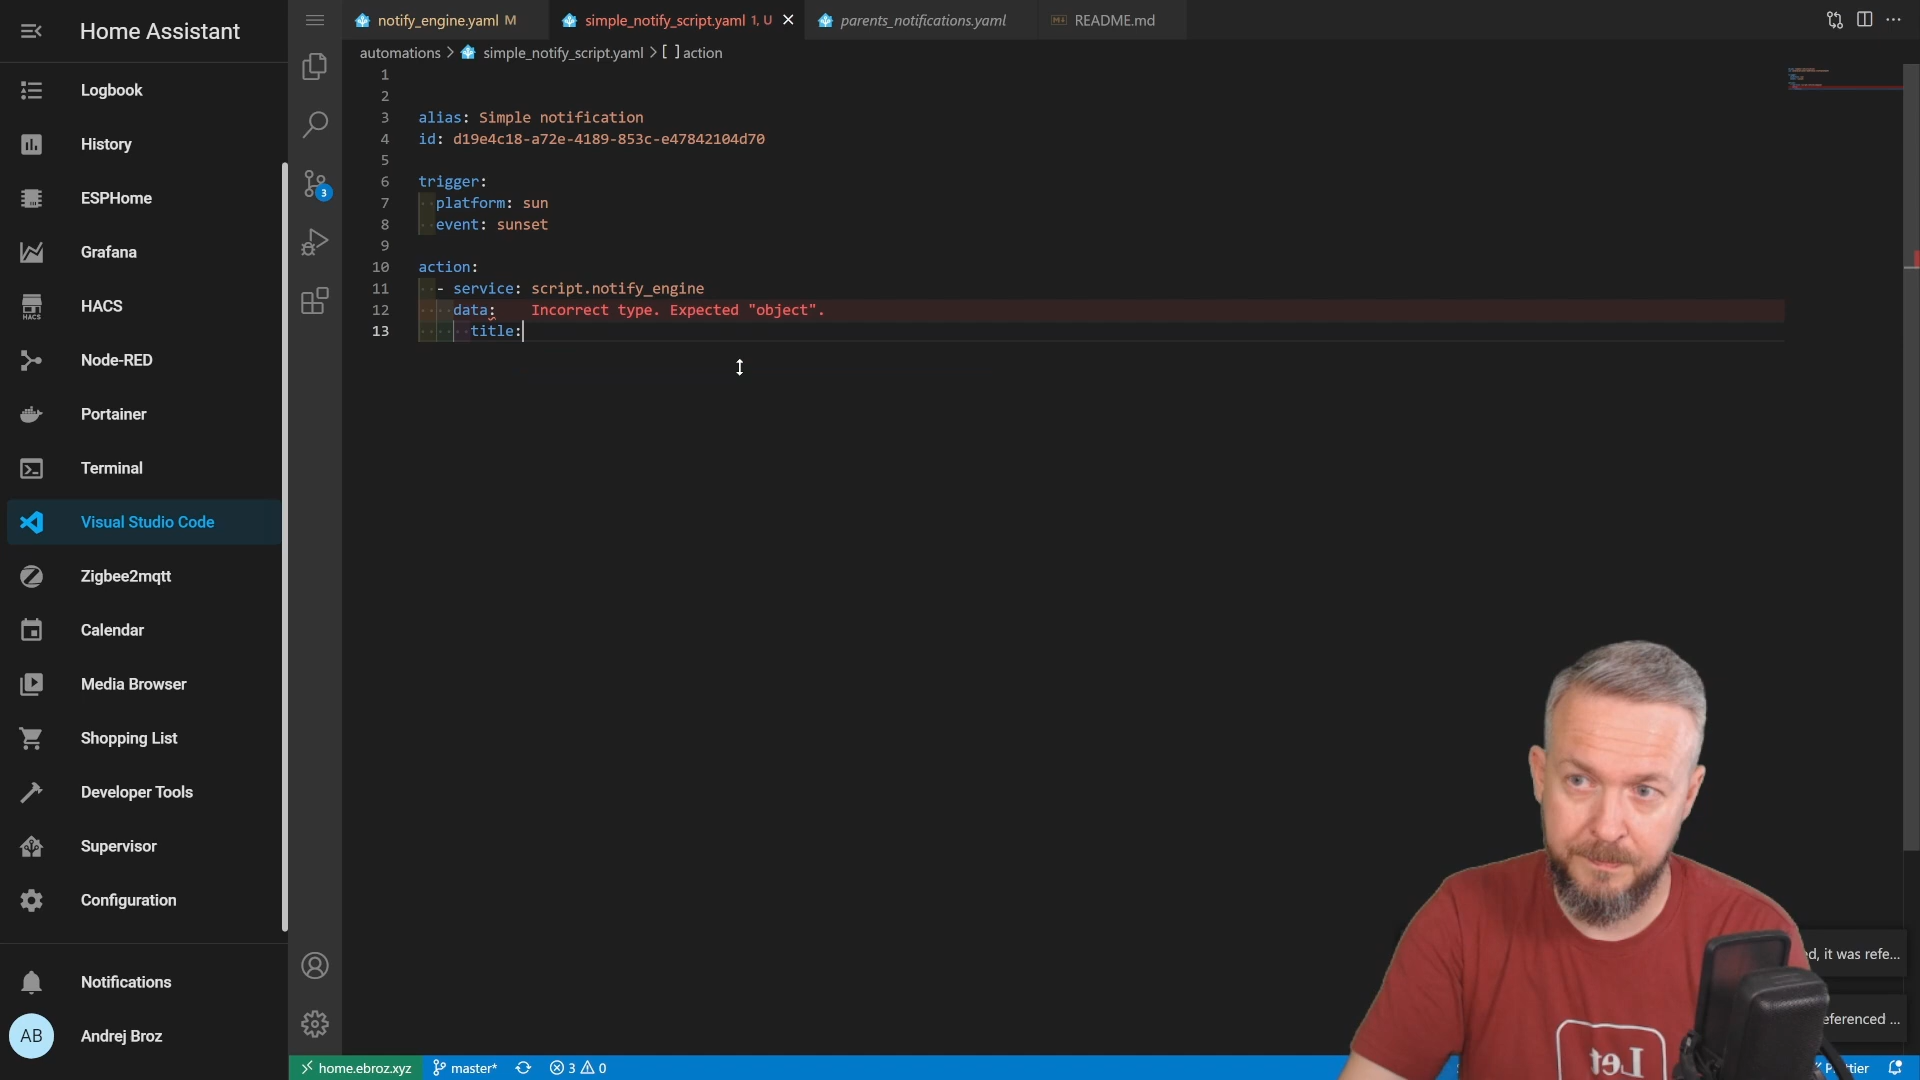 Home Assistant
Logbook
History
ESPHome
Grafana
HACS
HACS
Node-RED
Portainer
Terminal
Visual Studio Code
Zigbee2mqtt
Calendar
Media Browser
Shopping List
Developer Tools
Supervisor
Configuration
Notifications
AB Andrej Broz
3
notify_engine.yaml M
simple_notify_script.yaml 1, U
parents_notifications.yaml
README.md
automations > simple_notify_script.yaml > [ ] action
1
2
3 alias: Simple notification
4 id: d19e4c18-a72e-4189-853c-e47842104d70
5
6 trigger:
7 platform: sun
8 event: sunset
9
10 action:
11 - service: script.notify_engine
12 data: Incorrect type. Expected "object".
13 title:
d, it was refe...
eferenced ...
Let
home.ebroz.xyz master* 3 0